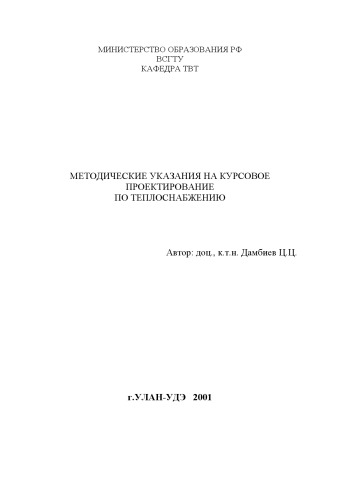 МИНИСТЕРСТВО ОБРАЗОВАНИЯ РФ
ВСГТУ
КАФЕДРА ТВТ
МЕТОДИЧЕСКИЕ УКАЗАНИЯ НА КУРСОВОЕ
ПРОЕКТИРОВАНИЕ
ПО ТЕПЛОСНАБЖЕНИЮ
Автор: доц., к.т.н. Дамбиев Ц.Ц.
г.УЛАН-УДЭ 2001